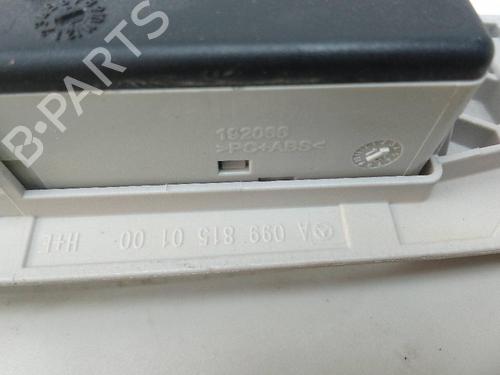 192066
>PC+ABS<
A 099 815 01 00
H+E
B-PARTS